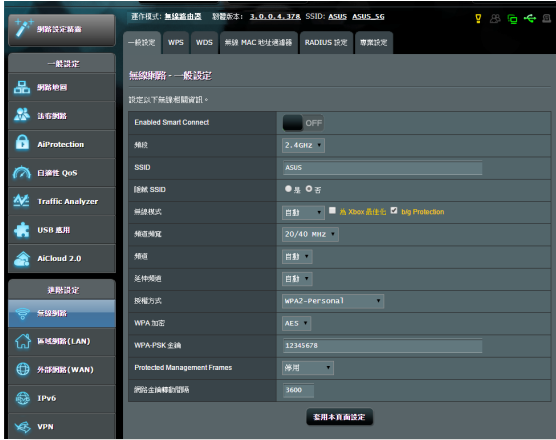 運作模式: 無線路由器 韌體版本: 3.0.0.4.378 SSID: ASUS ASUS_5G
網路設定精靈
一般設定 WPS WDS 無線 MAC 地址過濾器 RADIUS 設定 專業設定
一般設定
網路地圖
訪客網路
AiProtection
自適性 QoS
Traffic Analyzer
USB 應用
AiCloud 2.0
進階設定
無線網路
區域網路(LAN)
外部網路(WAN)
IPv6
VPN
無線網路 - 一般設定
設定以下無線相關資訊。
Enabled Smart Connect OFF
頻段 2.4GHz
SSID ASUS
隱藏 SSID 是 否
無線模式 自動 為 Xbox 最佳化 b/g Protection
頻道頻寬 20/40 MHz
頻道 自動
延伸頻道 自動
授權方式 WPA2-Personal
WPA 加密 AES
WPA-PSK 金鑰 12345678
Protected Management Frames 停用
網路金鑰輪動間隔 3600
套用本頁面設定